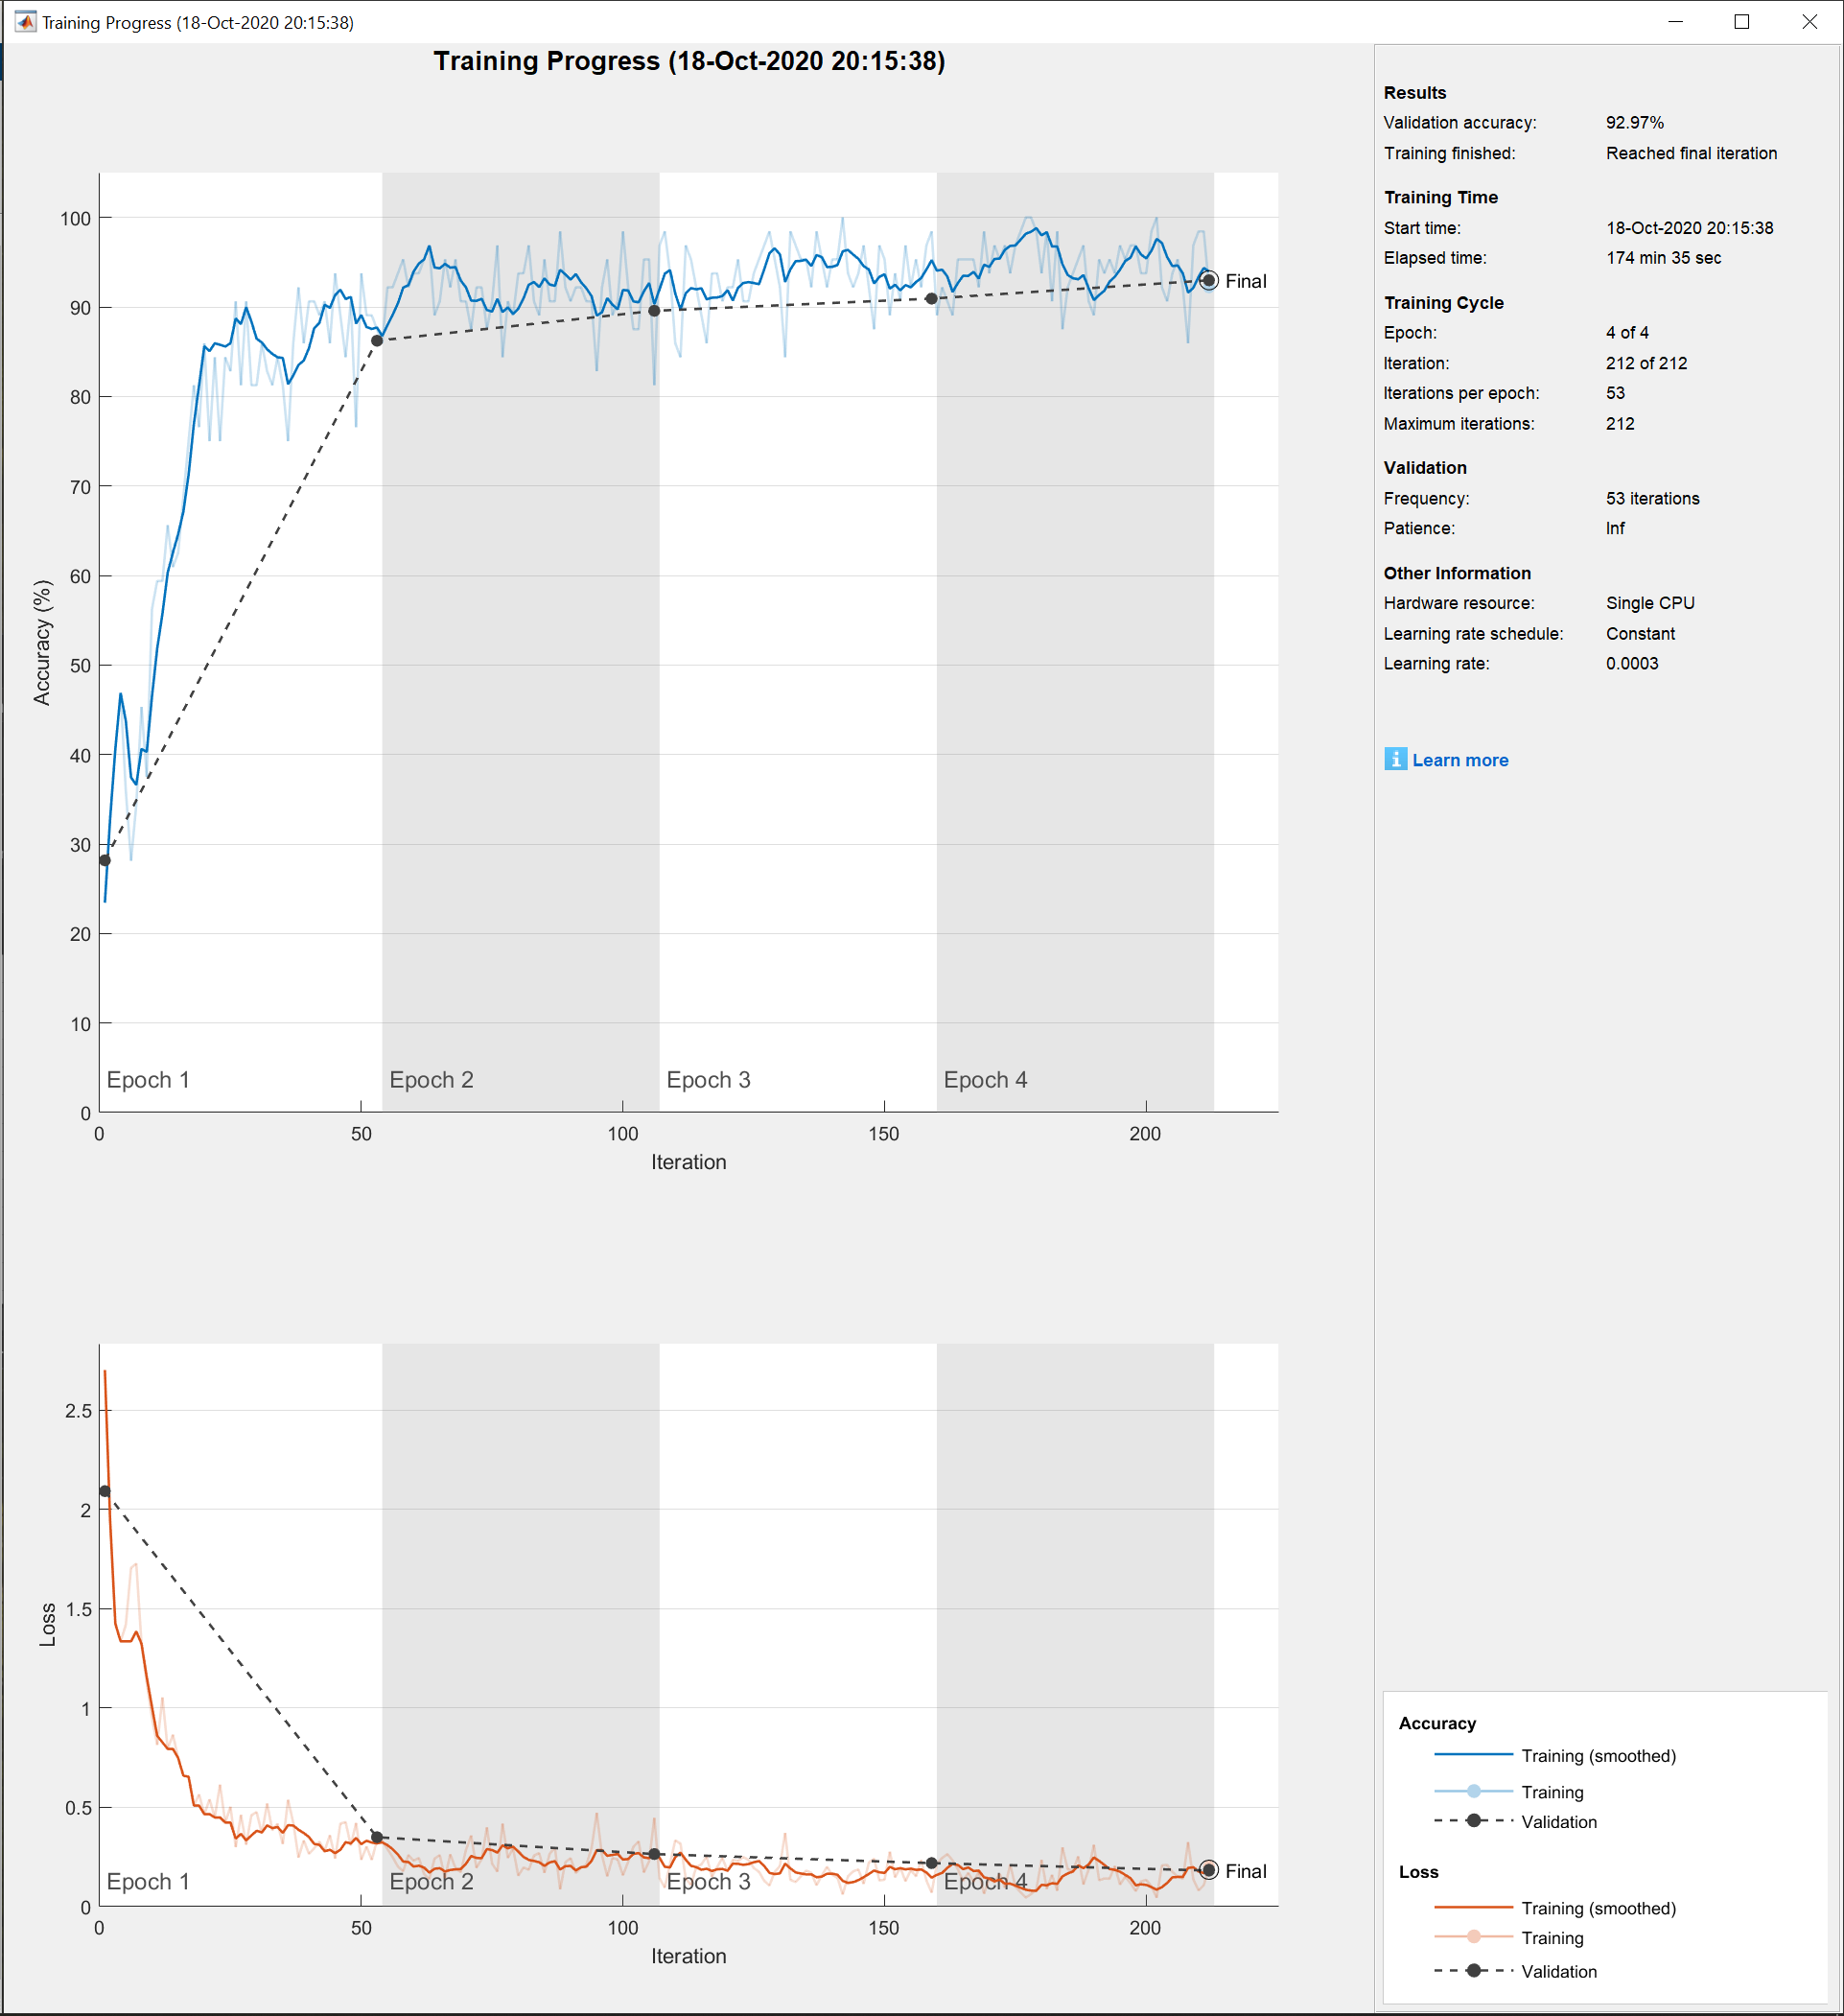 Training Progress (18-Oct-2020 20:15:38)
Training Progress (18-Oct-2020 20:15:38)
100
90
80
70
60
50
40
30
20
10
0
Accuracy (%)
Final
Epoch 1 Epoch 2 Epoch 3 Epoch 4
0 50 100 150 200
Iteration
2.5
2
1.5
1
0.5
0
Loss
Final
Epoch 1 Epoch 2 Epoch 3 Epoch 4
0 50 100 150 200
Iteration
Results
Validation accuracy: 92.97%
Training finished: Reached final iteration
Training Time
Start time: 18-Oct-2020 20:15:38
Elapsed time: 174 min 35 sec
Training Cycle
Epoch: 4 of 4
Iteration: 212 of 212
Iterations per epoch: 53
Maximum iterations: 212
Validation
Frequency: 53 iterations
Patience: Inf
Other Information
Hardware resource: Single CPU
Learning rate schedule: Constant
Learning rate: 0.0003
i Learn more
Accuracy
Training (smoothed)
Training
Validation
Loss
Training (smoothed)
Training
Validation